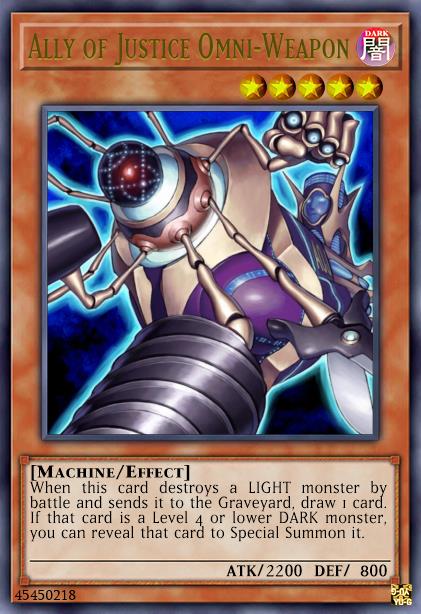 ALLY OF JUSTICE OMNI-WEAPON
DARK
闇
[MACHINE/EFFECT]
When this card destroys a LIGHT monster by
battle and sends it to the Graveyard, draw 1 card.
If that card is a Level 4 or lower DARK monster,
you can reveal that card to Special Summon it.
ATK/2200 DEF/ 800
45450218